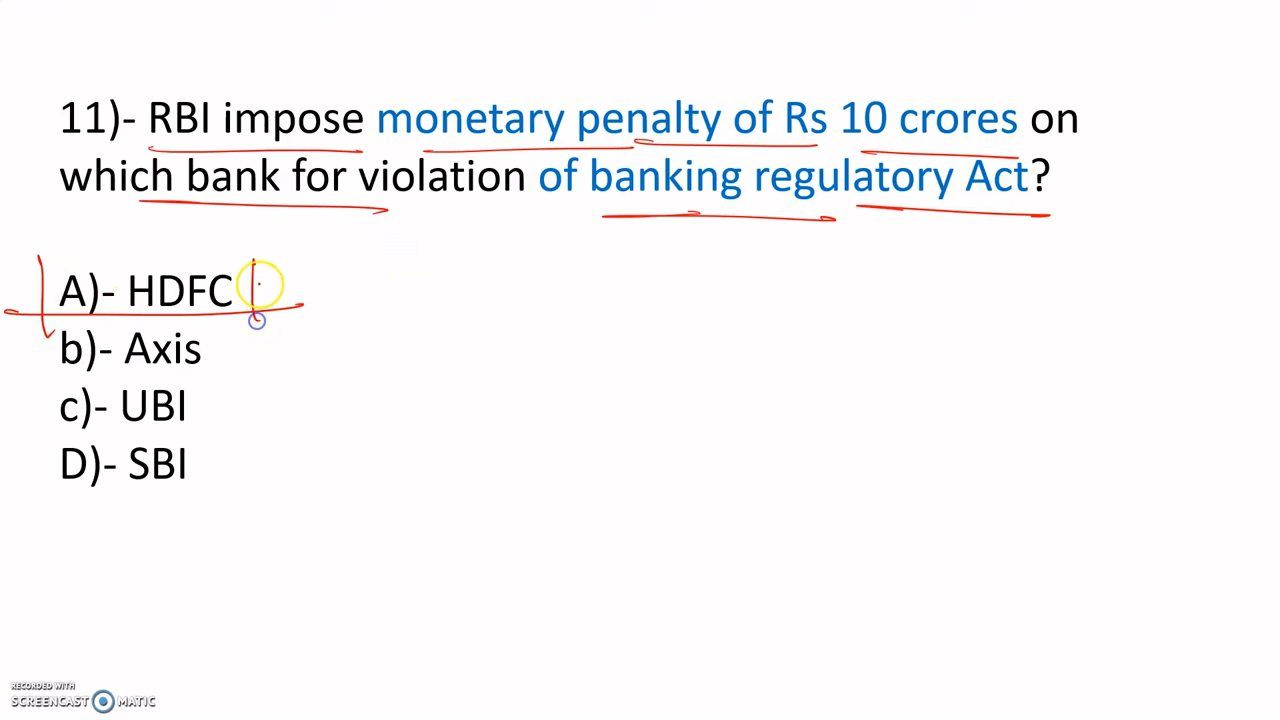 11)- RBI impose monetary penalty of Rs 10 crores on
which bank for violation of banking regulatory Act?
A)- HDFC
b)- Axis
c)- UBI
D)- SBI
RECORDED WITH
SCREENCAST MATIC